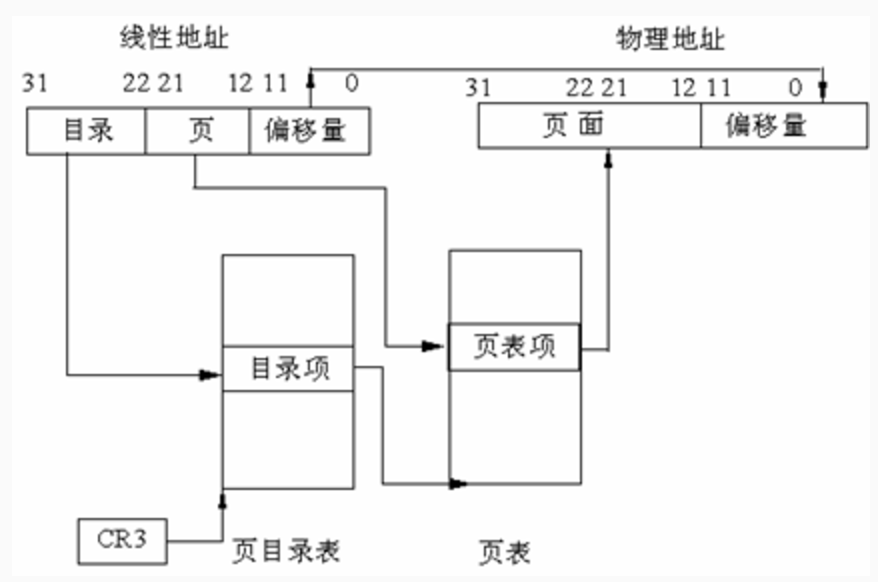 线性地址 物理地址
31 22 21 12 11 0 31 22 21 12 11 0
目录 页 偏移量 页面 偏移量
目录项 页表项
CR3 页目录表 页表